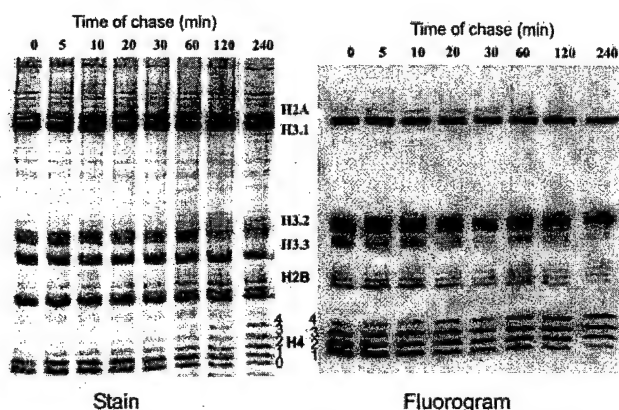 Time of chase (min)
0 5 10 20 30 60 120 240
H2A
H3.1
H3.2
H3.3
H2B
4
3
2 H4
1
0
Stain
Time of chase (min)
0 5 10 20 30 60 120 240
4
3
2
1
Fluorogram